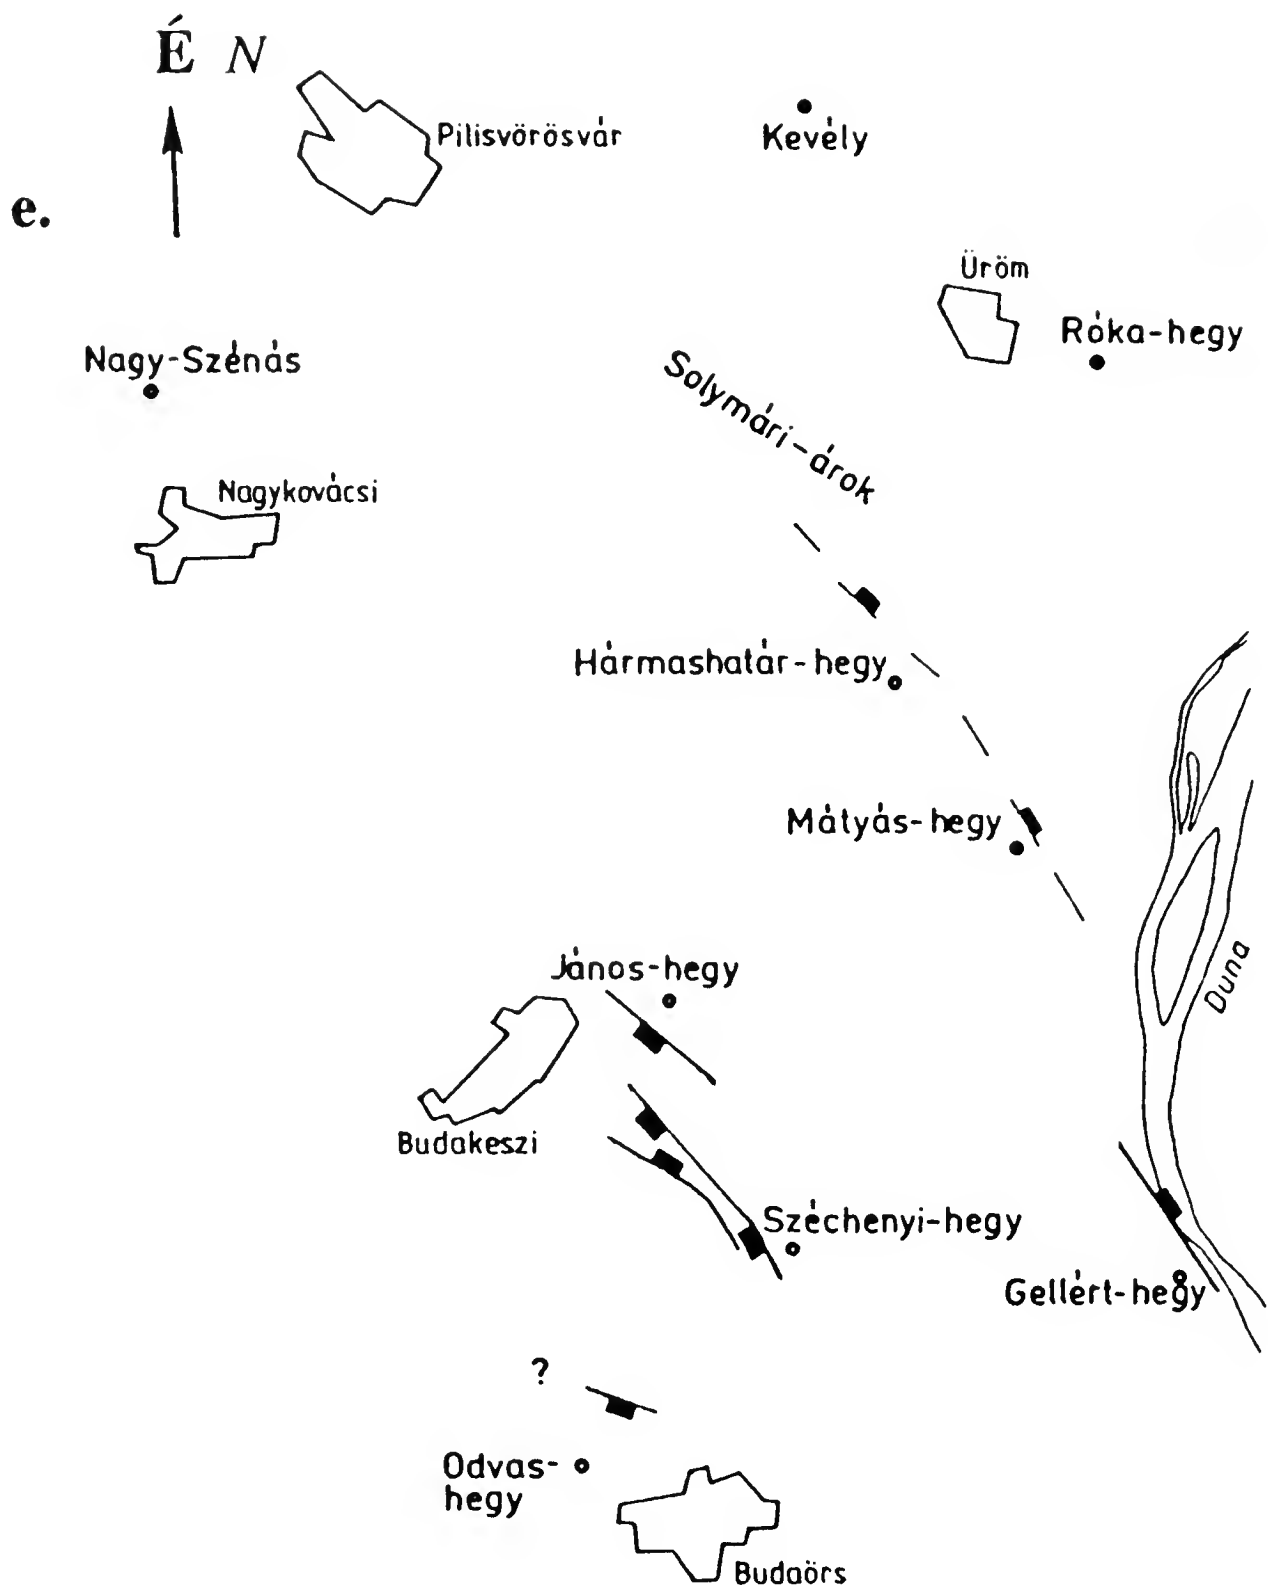 É N
Pilisvörösvár
Kevély
e.
Üröm
Róka-hegy
Nagy-Szénás
Solymári-árok
Nagykovácsi
Hármashatár-hegy
Mátyás-hegy
Duna
János-hegy
Budakeszi
Széchenyi-hegy
Gellért-hegy
?
Odvas-
hegy
Budaörs